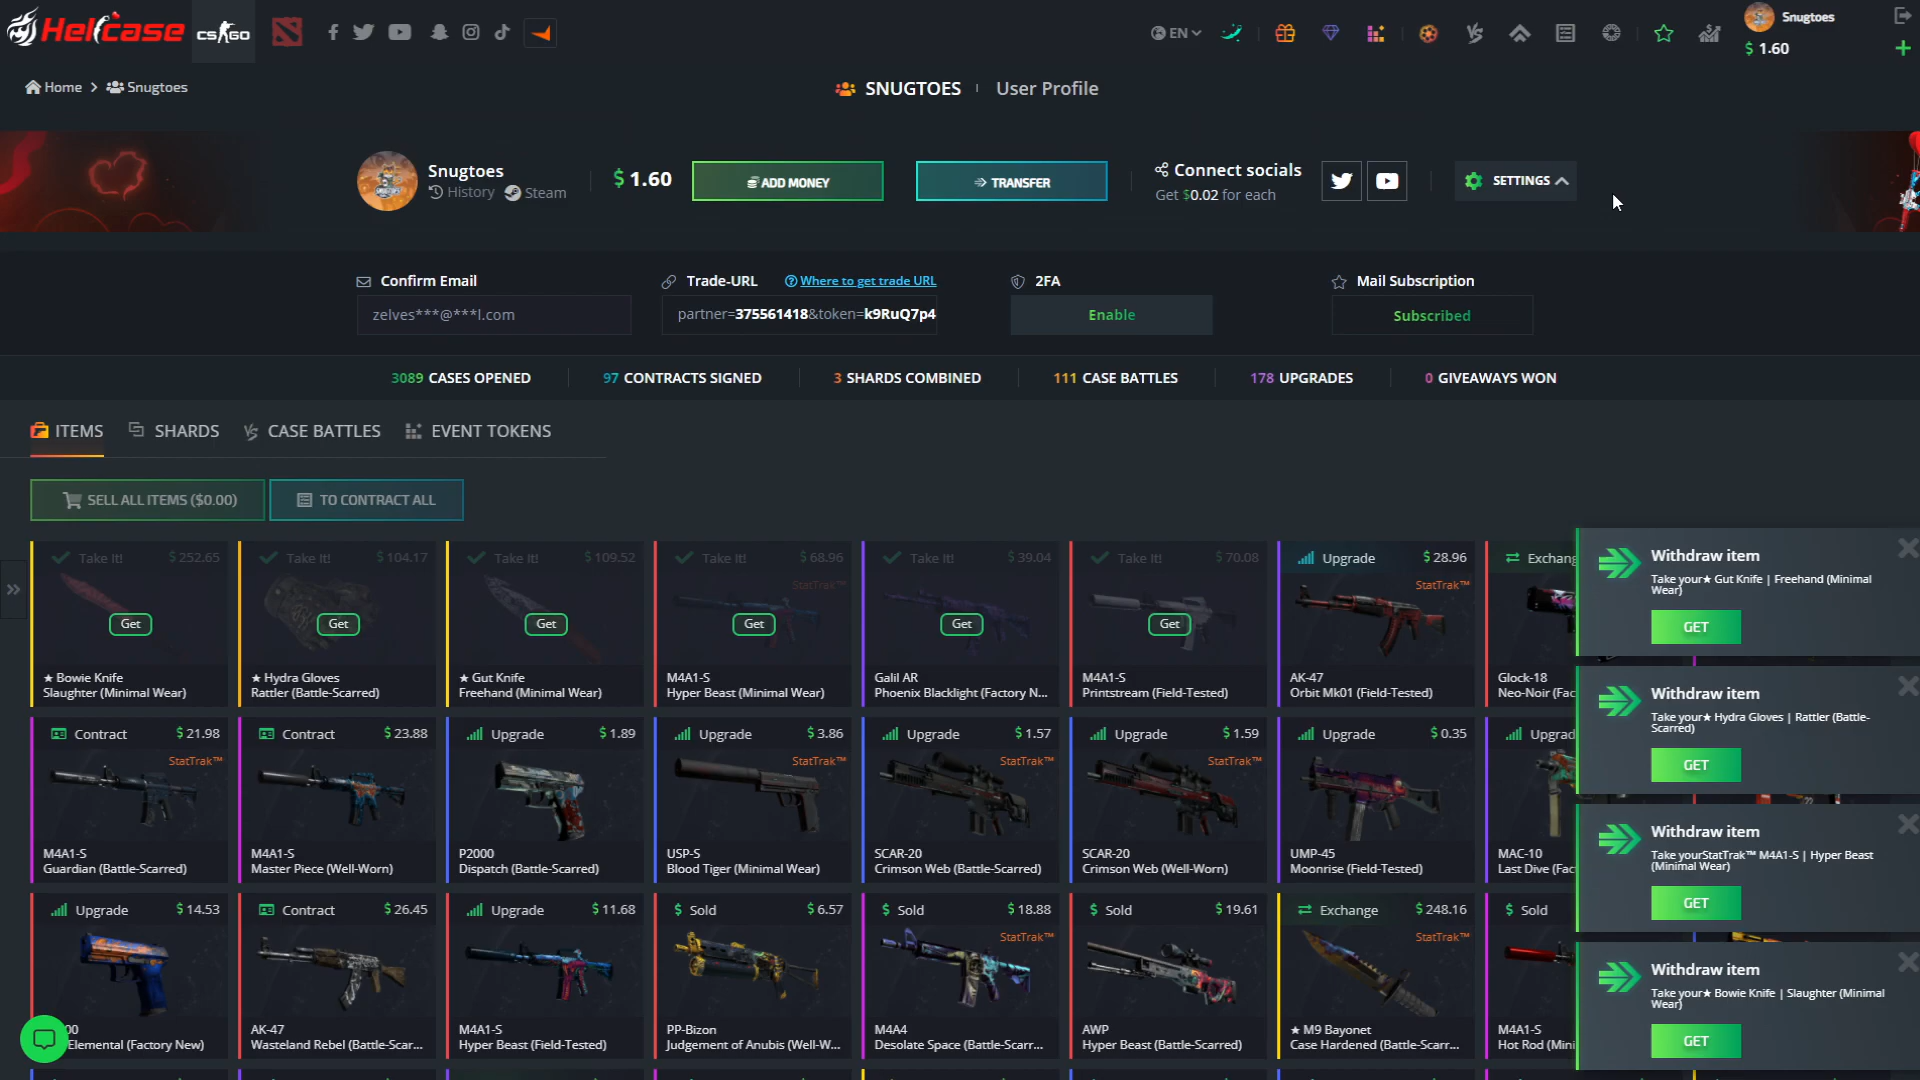 Hellcase
CS:GO
EN
Snugtoes
$ 1.60
Home
Snugtoes
SNUGTOES
User Profile
Snugtoes
History
Steam
$ 1.60
ADD MONEY
TRANSFER
Connect socials
Get $0.02 for each
SETTINGS
Confirm Email
zelves***@***l.com
Trade-URL
Where to get trade URL
partner=375561418&token=k9RuQ7p4
2FA
Enable
Mail Subscription
Subscribed
3089 CASES OPENED
97 CONTRACTS SIGNED
3 SHARDS COMBINED
111 CASE BATTLES
178 UPGRADES
0 GIVEAWAYS WON
ITEMS
SHARDS
CASE BATTLES
EVENT TOKENS
SELL ALL ITEMS ($0.00)
TO CONTRACT ALL
Take It!
$ 252.65
Get
★ Bowie Knife
Slaughter (Minimal Wear)
Take It!
$ 104.17
Get
★ Hydra Gloves
Rattler (Battle-Scarred)
Take It!
$ 109.52
Get
★ Gut Knife
Freehand (Minimal Wear)
Take It!
$ 68.96
StatTrak™
Get
M4A1-S
Hyper Beast (Minimal Wear)
Take It!
$ 39.04
Get
Galil AR
Phoenix Blacklight (Factory N...
Take It!
$ 70.08
Get
M4A1-S
Printstream (Field-Tested)
Upgrade
$ 28.96
StatTrak™
AK-47
Orbit Mk01 (Field-Tested)
Exchang
Glock-18
Neo-Noir (Fac
Contract
$ 21.98
StatTrak™
M4A1-S
Guardian (Battle-Scarred)
Contract
$ 23.88
M4A1-S
Master Piece (Well-Worn)
Upgrade
$ 1.89
P2000
Dispatch (Battle-Scarred)
Upgrade
$ 3.86
StatTrak™
USP-S
Blood Tiger (Minimal Wear)
Upgrade
$ 1.57
StatTrak™
SCAR-20
Crimson Web (Battle-Scarred)
Upgrade
$ 1.59
StatTrak™
SCAR-20
Crimson Web (Well-Worn)
Upgrade
$ 0.35
UMP-45
Moonrise (Field-Tested)
Upgrad
MAC-10
Last Dive (Fac
Upgrade
$ 14.53
00
Elemental (Factory New)
Contract
$ 26.45
AK-47
Wasteland Rebel (Battle-Scar...
Upgrade
$ 11.68
M4A1-S
Hyper Beast (Field-Tested)
$ Sold
$ 6.57
PP-Bizon
Judgement of Anubis (Well-W...
$ Sold
$ 18.88
StatTrak™
M4A4
Desolate Space (Battle-Scarr...
$ Sold
$ 19.61
AWP
Hyper Beast (Battle-Scarred)
Exchange
$ 248.16
StatTrak™
★ M9 Bayonet
Case Hardened (Battle-Scarr...
$ Sold
M4A1-S
Hot Rod (Mini
Withdraw item
Take your★ Gut Knife | Freehand (Minimal
Wear)
GET
Withdraw item
Take your★ Hydra Gloves | Rattler (Battle-
Scarred)
GET
Withdraw item
Take yourStatTrak™ M4A1-S | Hyper Beast
(Minimal Wear)
GET
Withdraw item
Take your★ Bowie Knife | Slaughter (Minimal
Wear)
GET